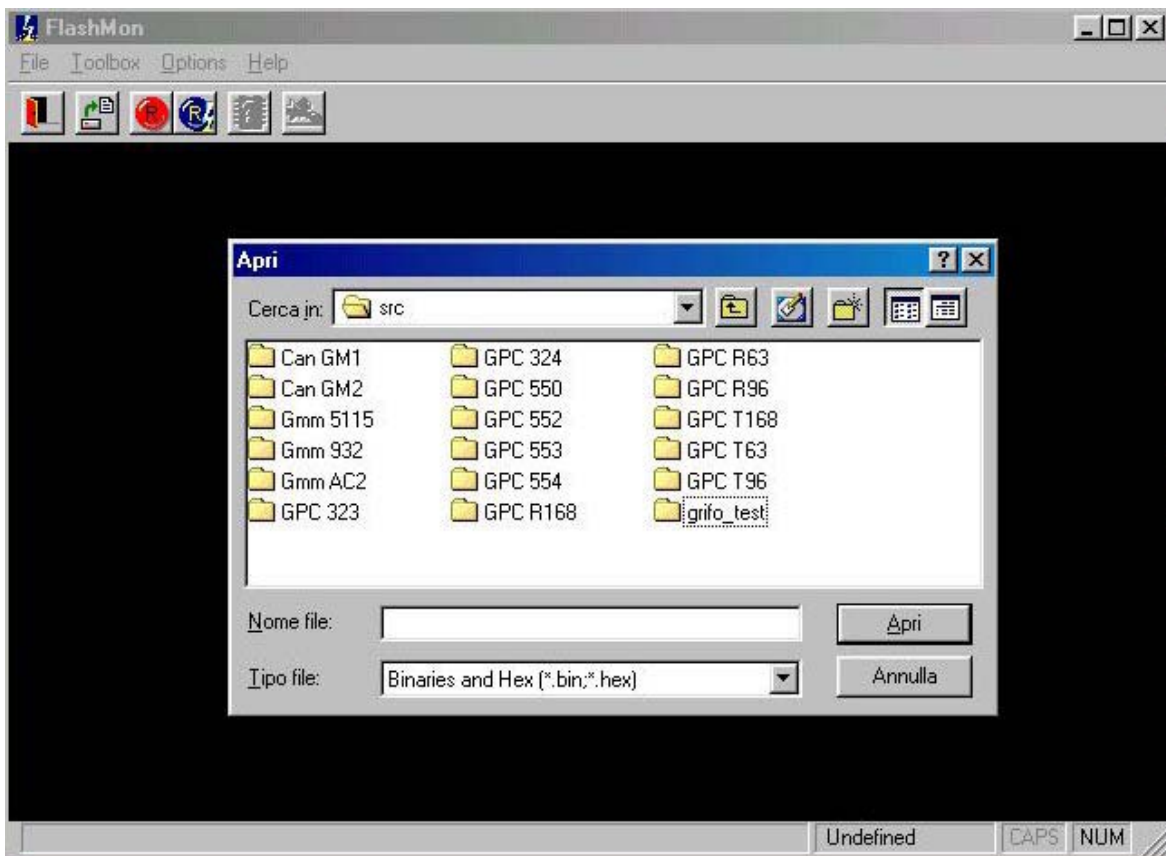 FlashMon
File Toolbox Options Help
R R
Apri
Cerca in: src
Can GM1 GPC 324 GPC R63
Can GM2 GPC 550 GPC R96
Gmm 5115 GPC 552 GPC T168
Gmm 932 GPC 553 GPC T63
Gmm AC2 GPC 554 GPC T96
GPC 323 GPC R168 grifo_test
Nome file: Apri
Tipo file: Binaries and Hex (*.bin;*.hex) Annulla
Undefined CAPS NUM